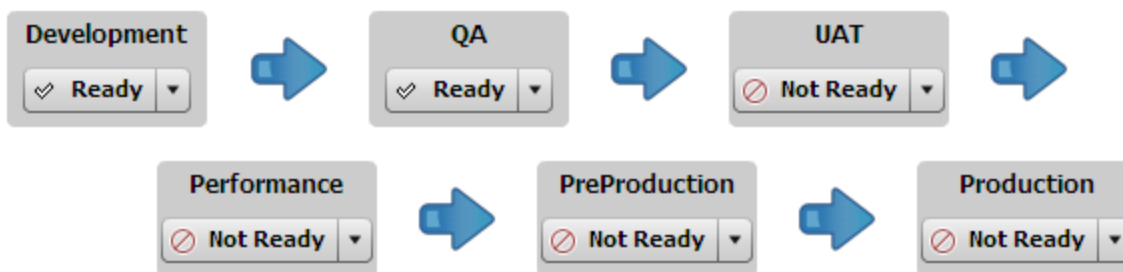 Development
Ready
QA
Ready
UAT
Not Ready
Performance
Not Ready
PreProduction
Not Ready
Production
Not Ready